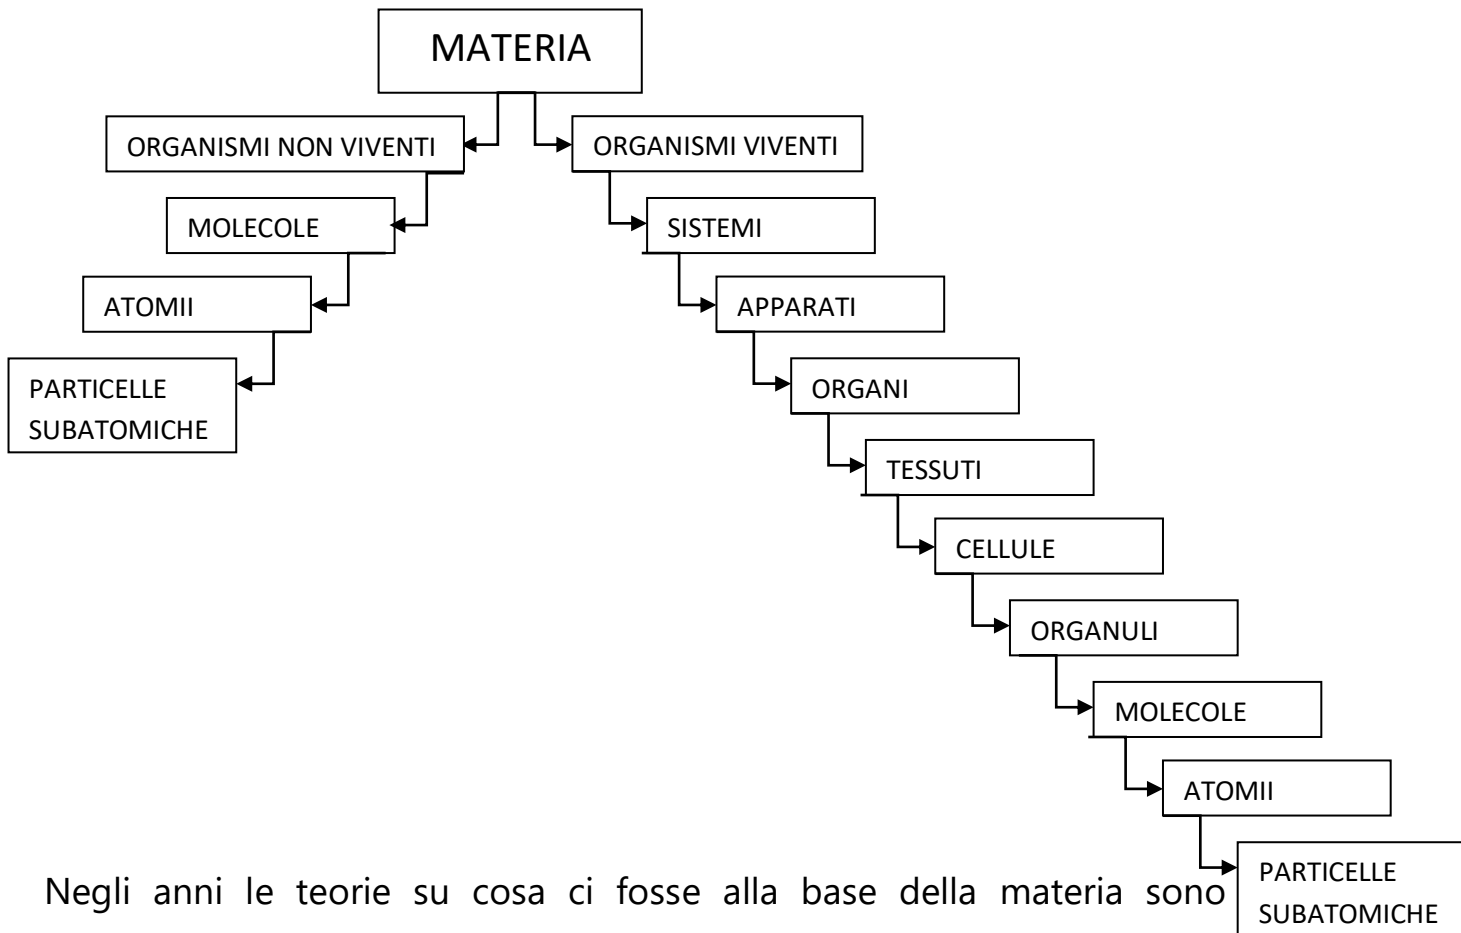 MATERIA
ORGANISMI NON VIVENTI
ORGANISMI VIVENTI
MOLECOLE
SISTEMI
ATOMII
APPARATI
PARTICELLE
SUBATOMICHE
ORGANI
TESSUTI
CELLULE
ORGANULI
MOLECOLE
ATOMII
PARTICELLE
SUBATOMICHE
Negli anni le teorie su cosa ci fosse alla base della materia sono